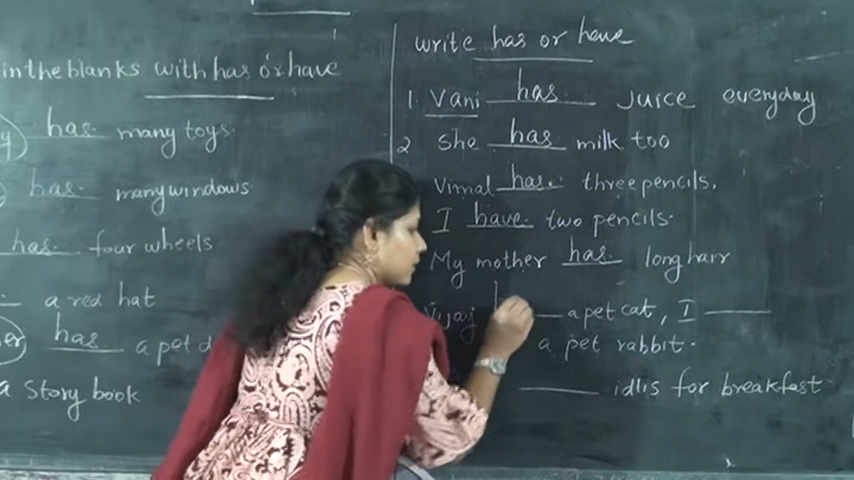 in the blanks with has or have
has. many toys.
has. many windows
has. four wheels
a red hat
has. a pet
a story book
write has or have
1. Vani has. Juice everyday
2 she has milk too
Vimal has. three pencils.
I have. two pencils.
My mother has. long hair
Vijay a pet cat, I
a pet rabbit.
idlis for breakfast.